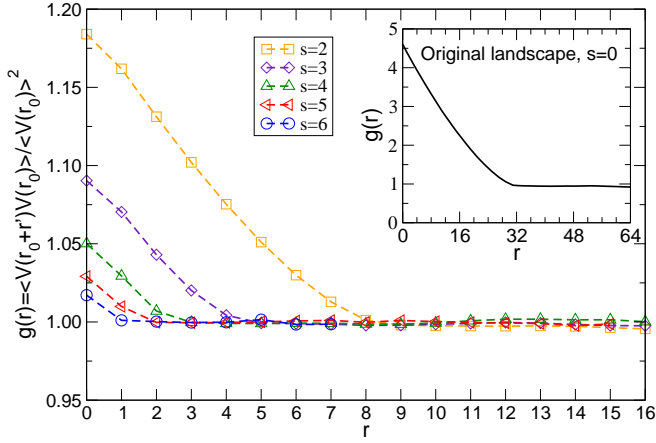 g(r)=<V(r₀+r')V(r₀)>/<V(r₀)>²
1.20
1.15
1.10
1.05
1.00
0.95
s=2
s=3
s=4
s=5
s=6
Original landscape, s=0
g(r)
5
4
3
2
1
0
0 16 32 48 64
r
0 1 2 3 4 5 6 7 8 9 10 11 12 13 14 15 16
r